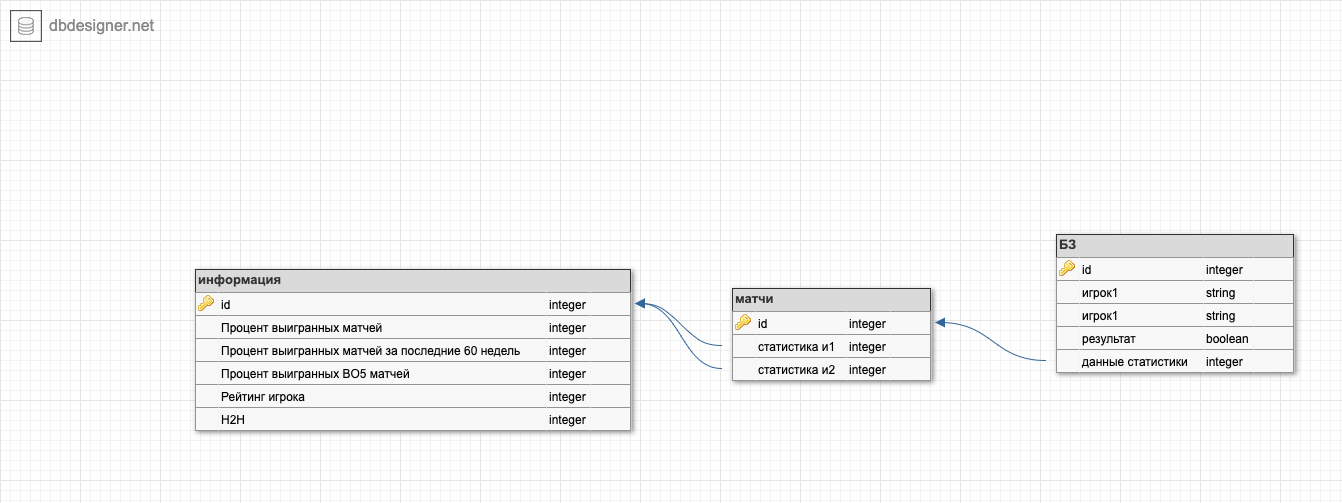 dbdesigner.net
информация
id integer
Процент выигранных матчей integer
Процент выигранных матчей за последние 60 недель integer
Процент выигранных BO5 матчей integer
Рейтинг игрока integer
H2H integer
матчи
id integer
статистика и1 integer
статистика и2 integer
БЗ
id integer
игрок1 string
игрок1 string
результат boolean
данные статистики integer